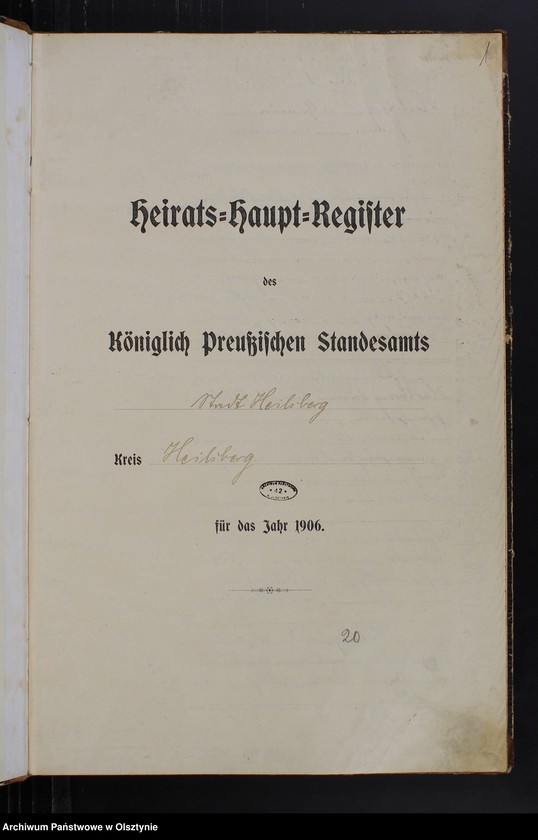 1
Heirats-Haupt-Register
des
Königlich Preußischen Standesamts
Stadt Heilsberg
Kreis Heilsberg
42
für das Jahr 1906.
20
Archiwum Państwowe w Olsztynie